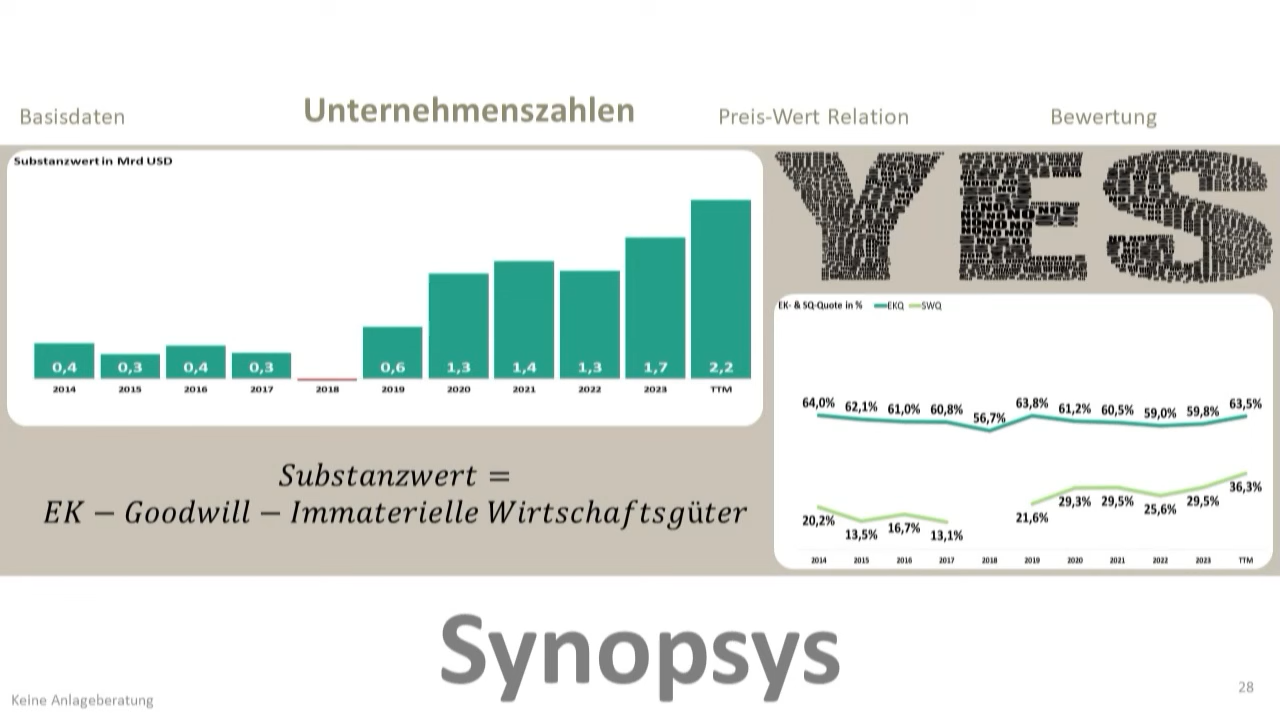 Basisdaten
Unternehmenszahlen
Preis-Wert Relation
Bewertung
Substanzwert in Mrd USD
0,4 0,3 0,4 0,3 0,6 1,3 1,4 1,3 1,7 2,2
2014 2015 2016 2017 2018 2019 2020 2021 2022 2023 TTM
Substanzwert =
EK − Goodwill − Immaterielle Wirtschaftsgüter
YES
EK- & SQ-Quote in % EKQ SWQ
64,0% 62,1% 61,0% 60,8% 56,7% 63,8% 61,2% 60,5% 59,0% 59,8% 63,5%
20,2% 13,5% 16,7% 13,1% 21,6% 29,3% 29,5% 25,6% 29,5% 36,3%
2014 2015 2016 2017 2018 2019 2020 2021 2022 2023 TTM
Synopsys
Keine Anlageberatung
28